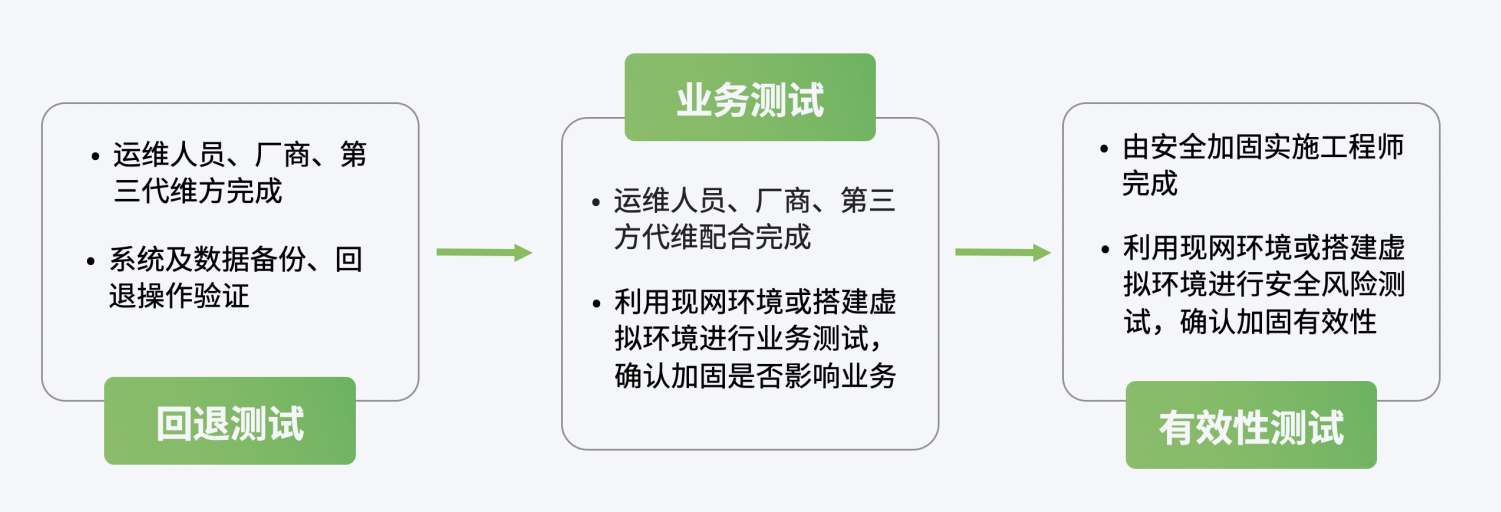 • 运维人员、厂商、第
三代维方完成
• 系统及数据备份、回
退操作验证
回退测试
业务测试
• 运维人员、厂商、第三
方代维配合完成
• 利用现网环境或搭建虚
拟环境进行业务测试，
确认加固是否影响业务
• 由安全加固实施工程师
完成
• 利用现网环境或搭建虚
拟环境进行安全风险测
试，确认加固有效性
有效性测试